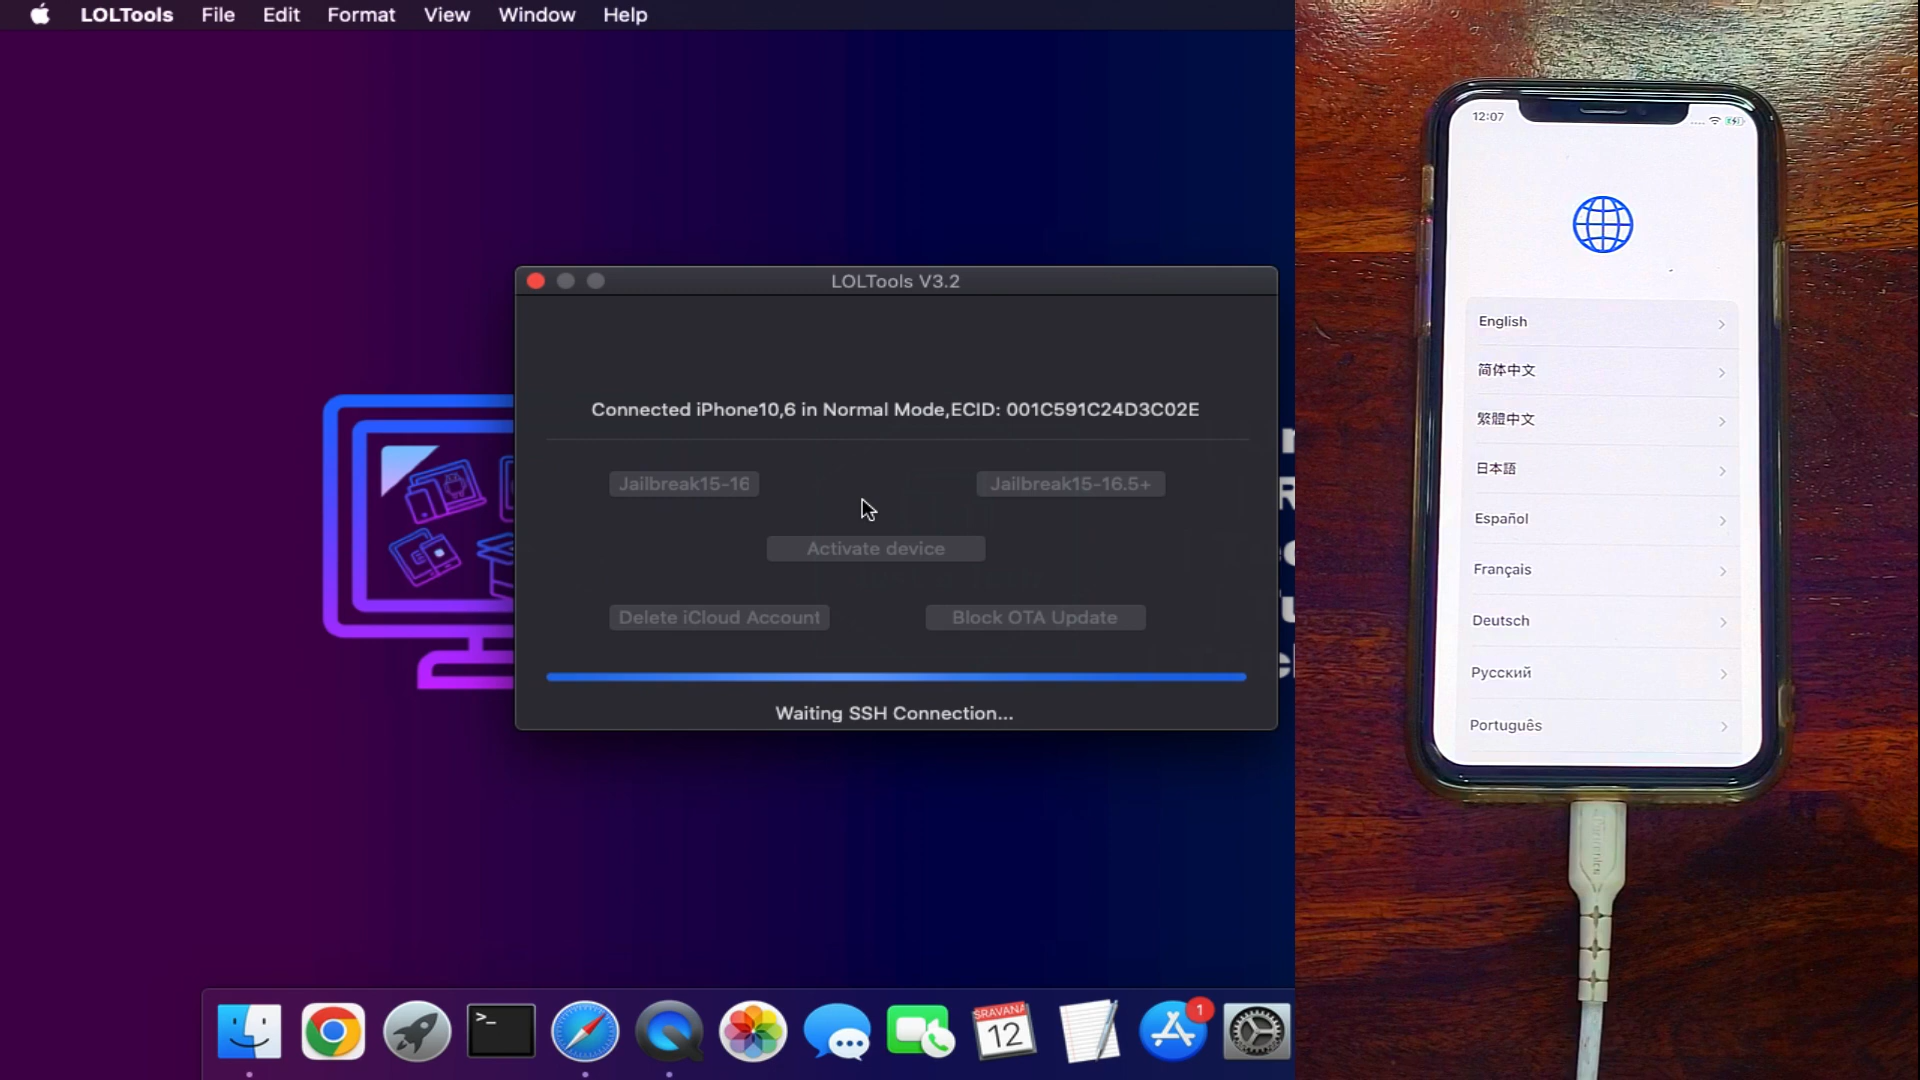 LOLTools File Edit Format View Window Help
LOLTools V3.2
Connected iPhone10,6 in Normal Mode,ECID: 001C591C24D3C02E
Jailbreak15-16
Jailbreak15-16.5+
Activate device
Delete iCloud Account
Block OTA Update
Waiting SSH Connection...
>_
SRAVANA
12
1
12:07
English
简体中文
繁體中文
日本語
Español
Français
Deutsch
Русский
Português